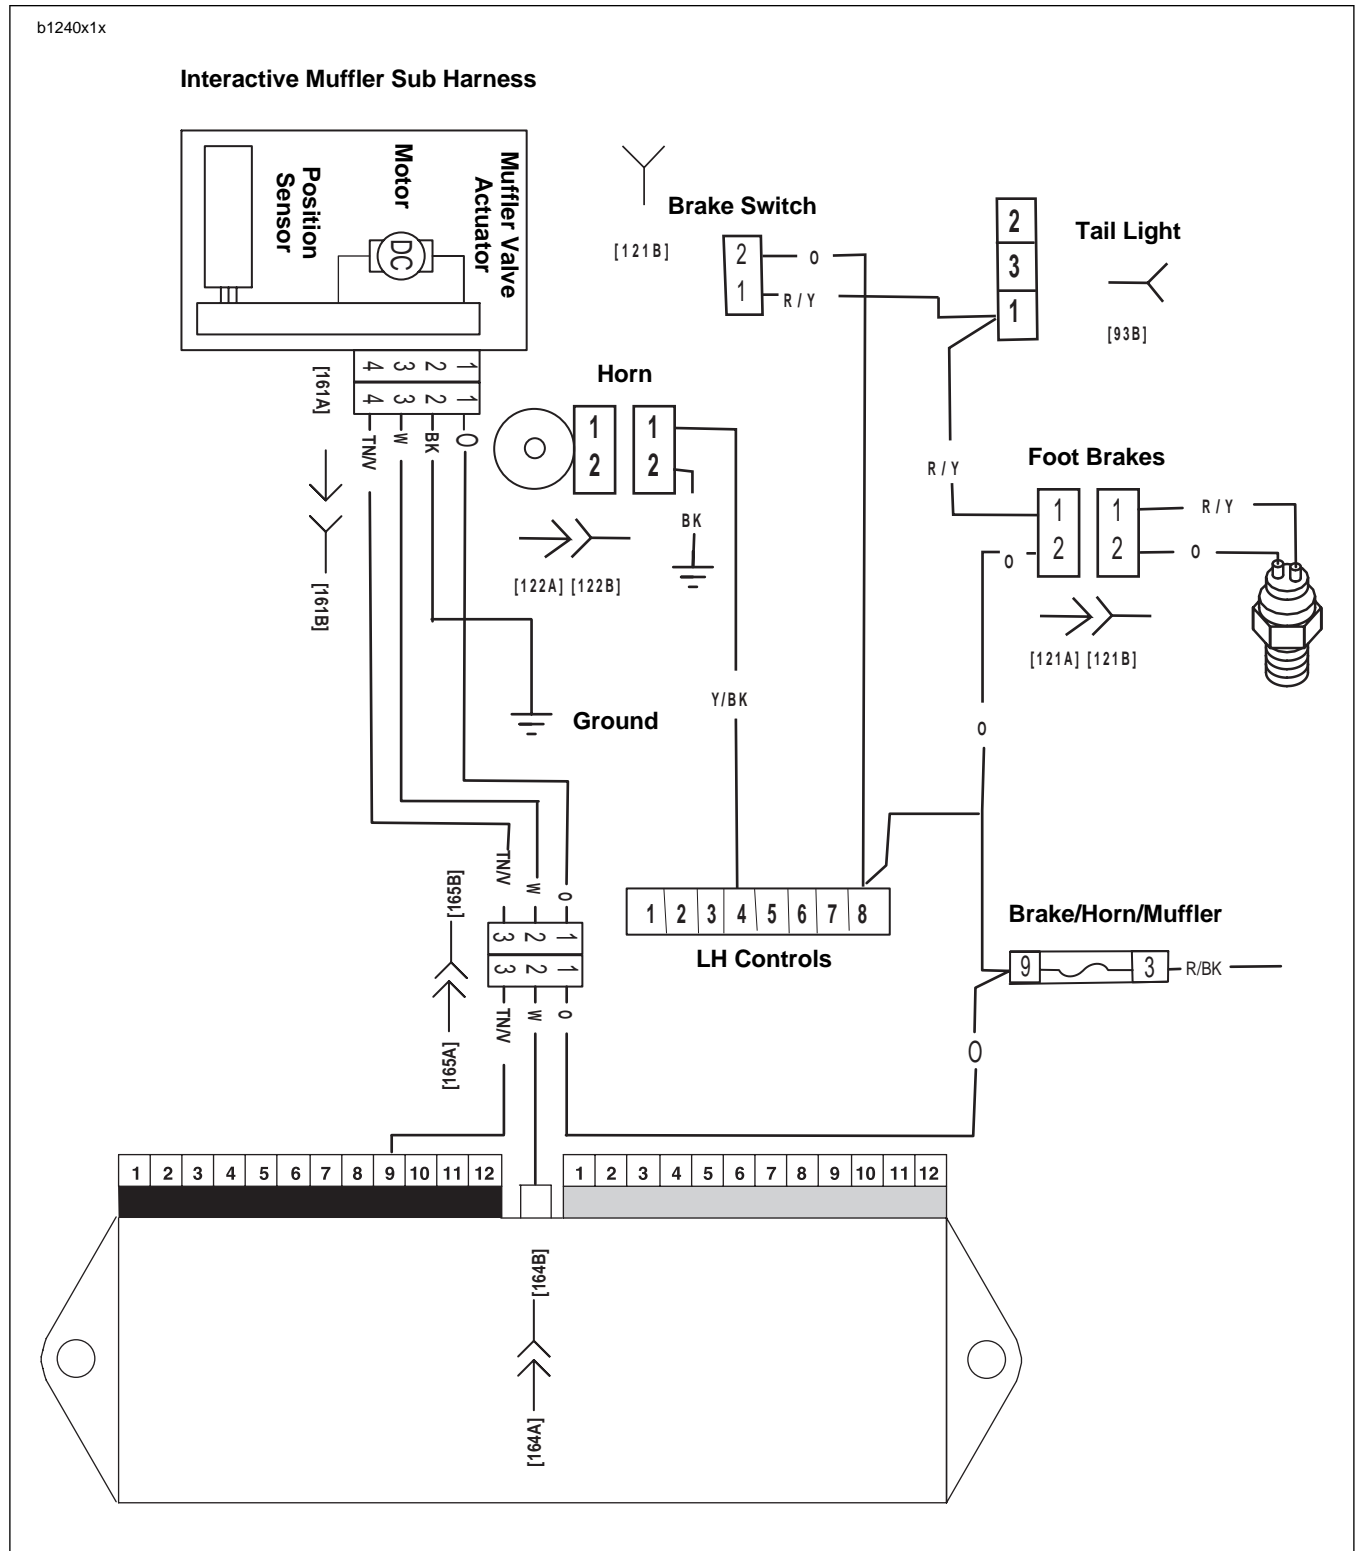 b1240x1x
Interactive Muffler Sub Harness
Position
Sensor
Motor
DC
Muffler Valve
Actuator
[121B]
Brake Switch
2
O
1
R/Y
2
3
1
Tail Light
[93B]
[161A]
4 3 2 1
4 3 2 1
TN/V
W
BK
O
[161B]
Horn
1
2
1
2
BK
[122A] [122B]
R/Y
Foot Brakes
1
2
1
2
R/Y
O
O
[121A] [121B]
Ground
Y/BK
O
TN/V
W
O
[165B]
3 2 1
3 2 1
TN/V
W
O
[165A]
1 2 3 4 5 6 7 8
LH Controls
Brake/Horn/Muffler
9
3
R/BK
O
1 2 3 4 5 6 7 8 9 10 11 12
1 2 3 4 5 6 7 8 9 10 11 12
[164B]
[164A]